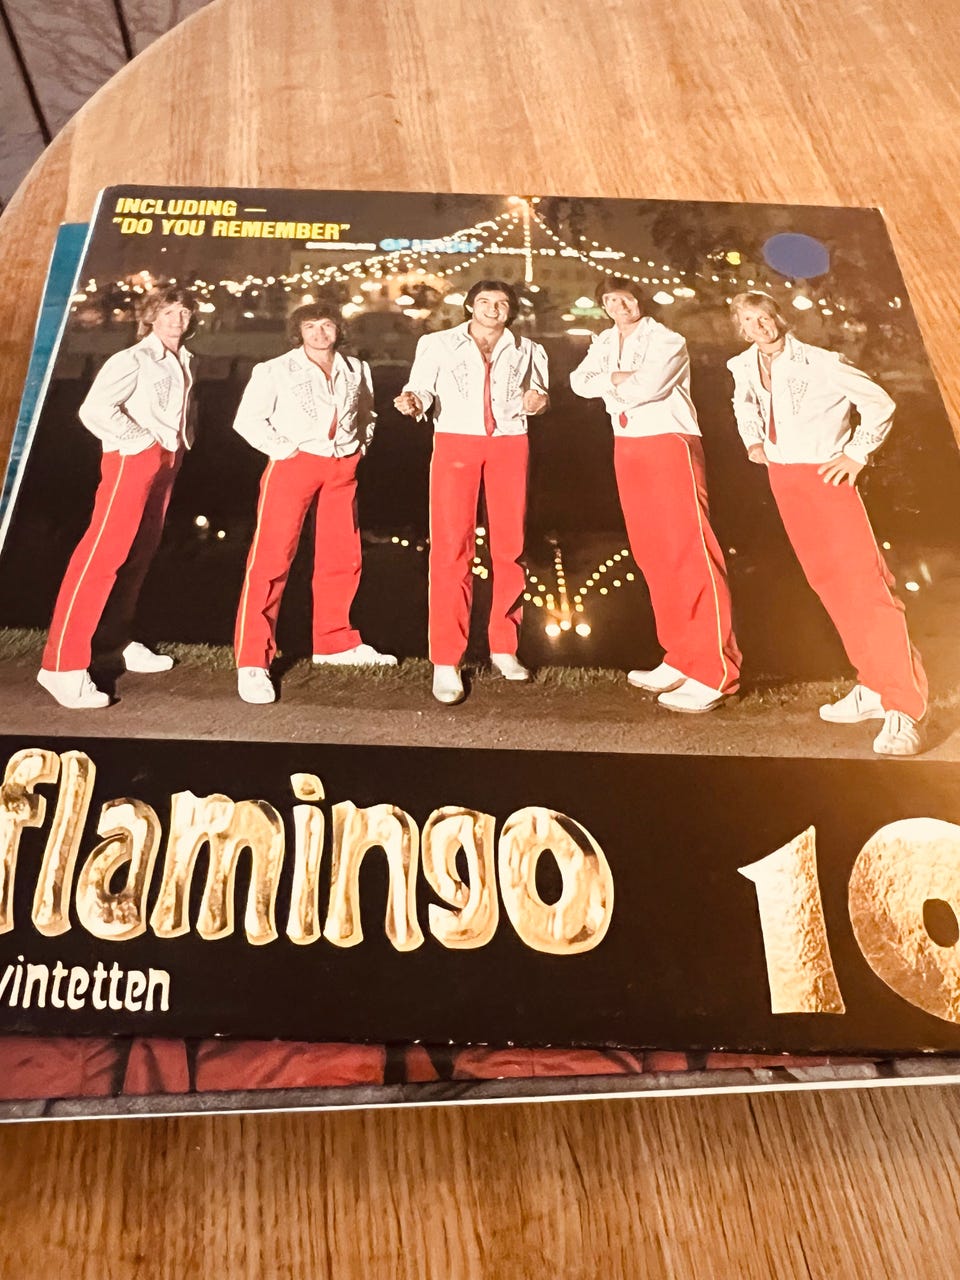 INCLUDING —
"DO YOU REMEMBER"
flamingo 10
vintetten